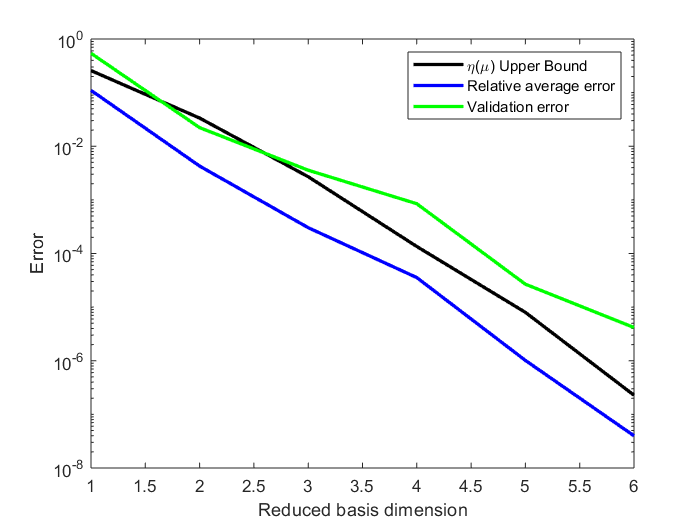 10^0
10^-2
10^-4
10^-6
10^-8
Error
η(μ) Upper Bound
Relative average error
Validation error
1 1.5 2 2.5 3 3.5 4 4.5 5 5.5 6
Reduced basis dimension